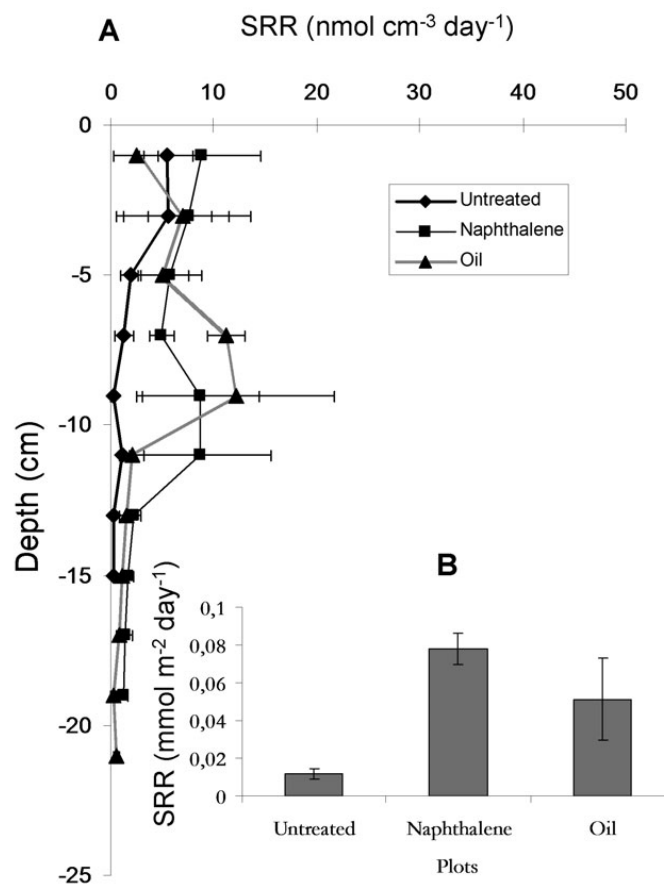 A
SRR (nmol cm-3 day-1)
0 10 20 30 40 50
0
-5
-10
-15
-20
-25
Depth (cm)
Untreated
Naphthalene
Oil
B
SRR (mmol m-2 day-1)
0,1
0,08
0,06
0,04
0,02
0
Untreated Naphthalene Oil
Plots